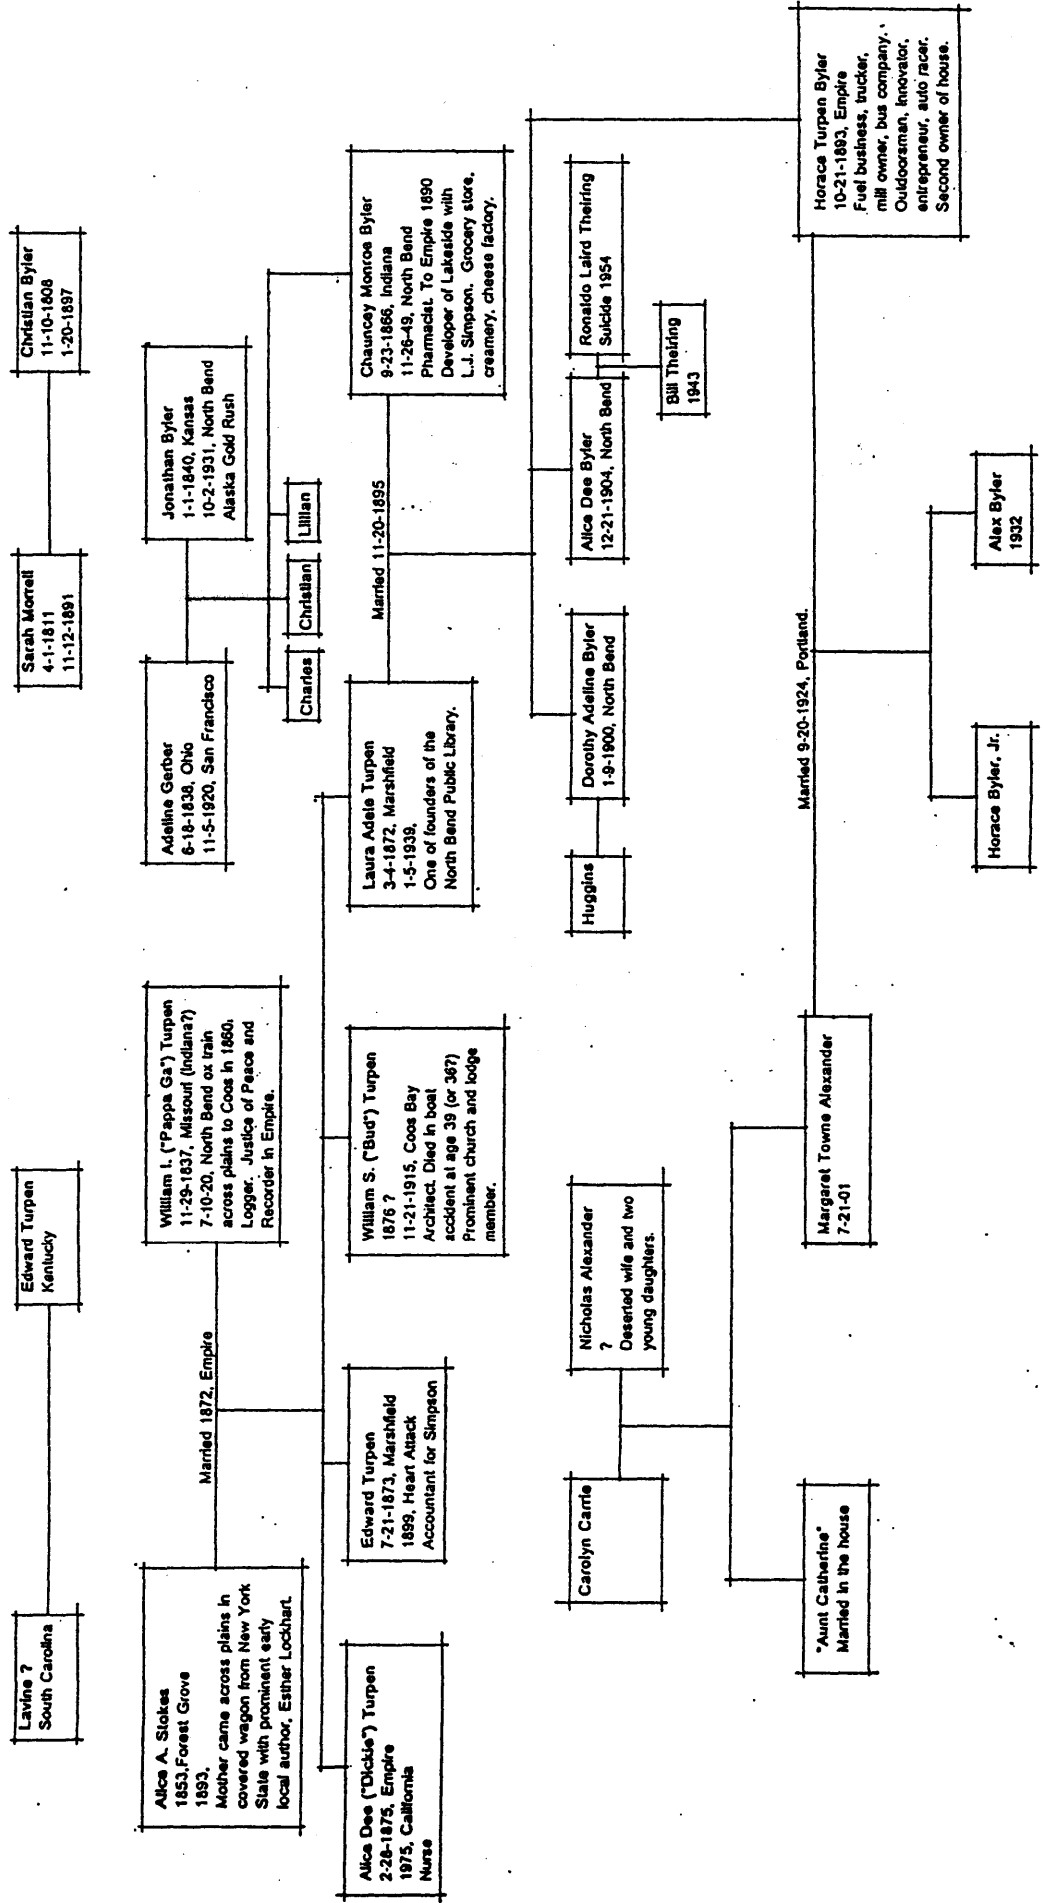 Lavine ?
South Carolina
Edward Turpen
Kentucky
Sarah Morrell
4-1-1811
11-12-1891
Christian Byler
11-10-1808
1-20-1897
Alice A. Stokes
1853,Forest Grove
1893,
Mother came across plains in
covered wagon from New York
State with prominent early
local author, Esther Lockhart.
Married 1872, Empire
William I. ("Pappa Ga") Turpen
11-29-1837, Missouri (Indiana?)
7-10-20, North Bend ox train
across plains to Coos in 1860.
Logger. Justice of Peace and
Recorder in Empire.
Adeline Gerber
6-18-1838, Ohio
11-5-1920, San Francisco
Jonathan Byler
1-1-1840, Kansas
10-2-1931, North Bend
Alaska Gold Rush
Charles
Christian
Lillian
Alice Dee ("Dickie") Turpen
2-28-1875, Empire
1975, California
Nurse
Edward Turpen
7-21-1873, Marshfield
1899, Heart Attack
Accountant for Simpson
William S. ("Bud") Turpen
1876 ?
11-21-1915, Coos Bay
Architect. Died in boat
accident at age 39 (or 36?)
Prominent church and lodge
member.
Laura Adele Turpen
3-4-1872, Marshfield
1-5-1939,
One of founders of the
North Bend Public Library.
Married 11-20-1895
Chauncey Monroe Byler
9-23-1866, Indiana
11-26-49, North Bend
Pharmacist. To Empire 1890
Developer of Lakeside with
L.J. Simpson. Grocery store,
creamery, cheese factory.
Carolyn Carrie
Nicholas Alexander
?
Deserted wife and two
young daughters.
Huggins
Dorothy Adeline Byler
1-9-1900, North Bend
Alice Dee Byler
12-21-1904, North Bend
Ronaldo Laird Theiring
Suicide 1954
Bill Theiring
1943
"Aunt Catherine"
Married in the house
Margaret Towne Alexander
7-21-01
Married 9-20-1924, Portland.
Horace Turpen Byler
10-21-1893, Empire
Fuel business, trucker,
mill owner, bus company.
Outdoorsman, innovator,
entrepreneur, auto racer.
Second owner of house.
Horace Byler, Jr.
Alex Byler
1932